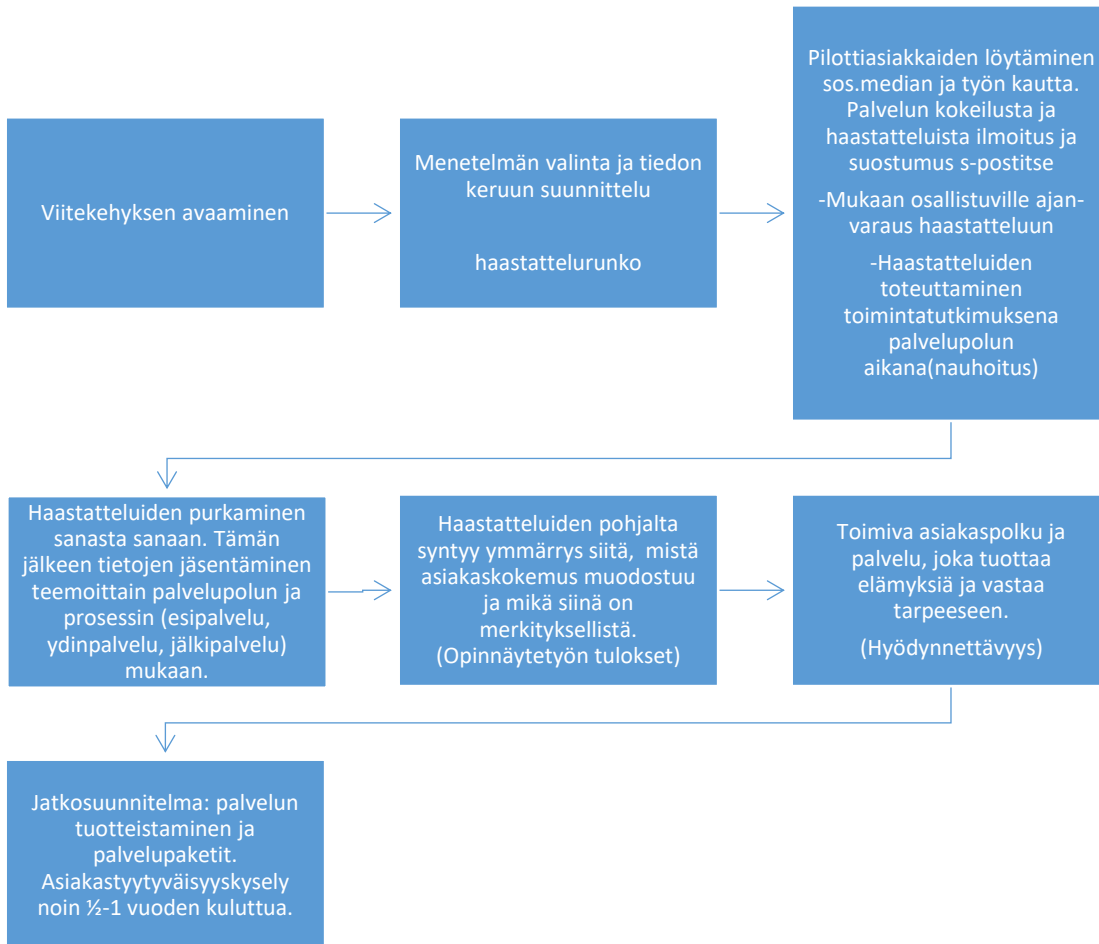 Viitekehyksen avaaminen
Menetelmän valinta ja tiedon
keruun suunnittelu
haastattelurunko
Pilottiasiakkaiden löytäminen
sos.median ja työn kautta.
Palvelun kokeilusta ja
haastatteluista ilmoitus ja
suostumus s-postitse
-Mukaan osallistuville ajan-
varaus haastatteluun
-Haastatteluiden
toteuttaminen
toimintatutkimuksena
palvelupolun
aikana(nauhoitus)
Haastatteluiden purkaminen
sanasta sanaan. Tämän
jälkeen tietojen jäsentäminen
teemoittain palvelupolun ja
prosessin (esipalvelu,
ydinpalvelu, jälkipalvelu)
mukaan.
Haastatteluiden pohjalta
syntyy ymmärrys siitä, mistä
asiakaskokemus muodostuu
ja mikä siinä on
merkityksellistä.
(Opinnäytetyön tulokset)
Toimiva asiakaspolku ja
palvelu, joka tuottaa
elämyksiä ja vastaa
tarpeeseen.
(Hyödynnettävyys)
Jatkosuunnitelma: palvelun
tuotteistaminen ja
palvelupaketit.
Asiakastyytyväisyyskysely
noin ½-1 vuoden kuluttua.